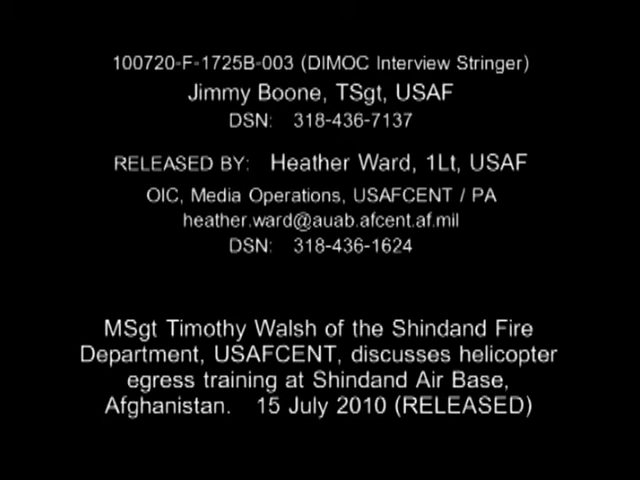 100720-F-1725B-003 (DIMOC Interview Stringer)
Jimmy Boone, TSgt, USAF
DSN: 318-436-7137
RELEASED BY: Heather Ward, 1Lt, USAF
OIC, Media Operations, USAFCENT / PA
heather.ward@auab.afcent.af.mil
DSN: 318-436-1624
MSgt Timothy Walsh of the Shindand Fire
Department, USAFCENT, discusses helicopter
egress training at Shindand Air Base,
Afghanistan. 15 July 2010 (RELEASED)